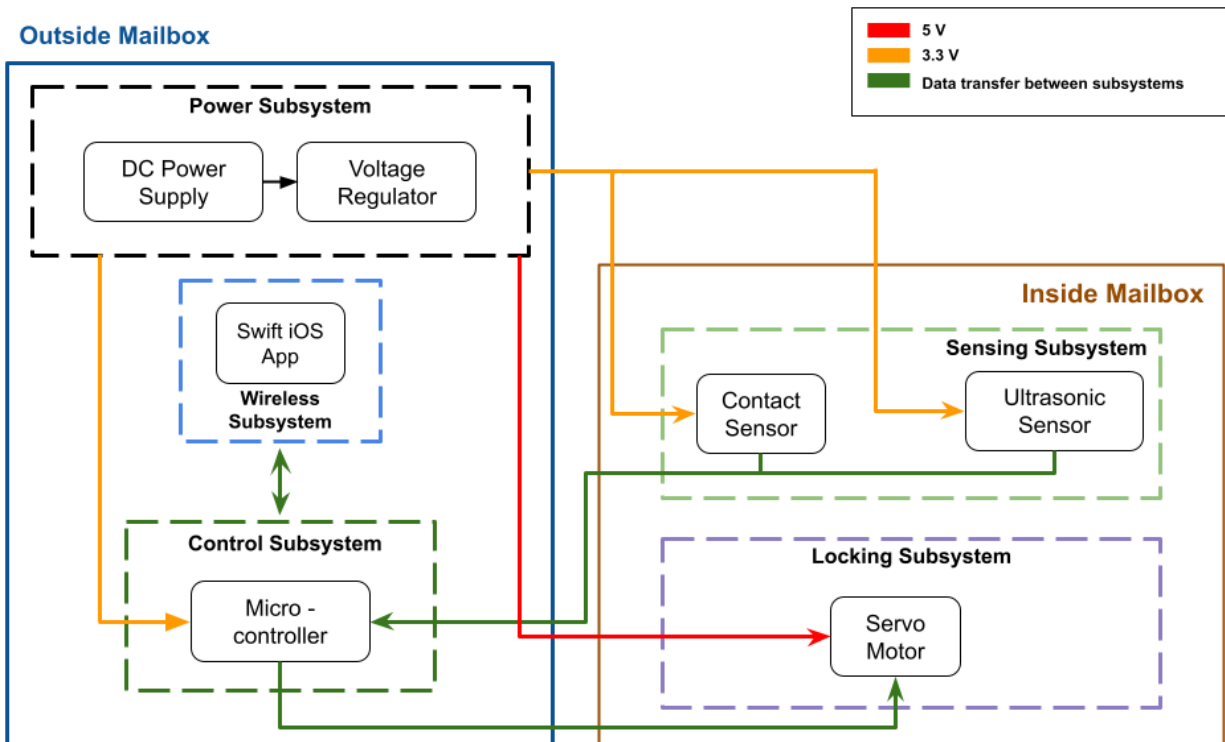 Outside Mailbox
5 V
3.3 V
Data transfer between subsystems
Power Subsystem
DC Power
Supply
Voltage
Regulator
Swift iOS
App
Wireless
Subsystem
Control Subsystem
Micro -
controller
Inside Mailbox
Sensing Subsystem
Contact
Sensor
Ultrasonic
Sensor
Locking Subsystem
Servo
Motor